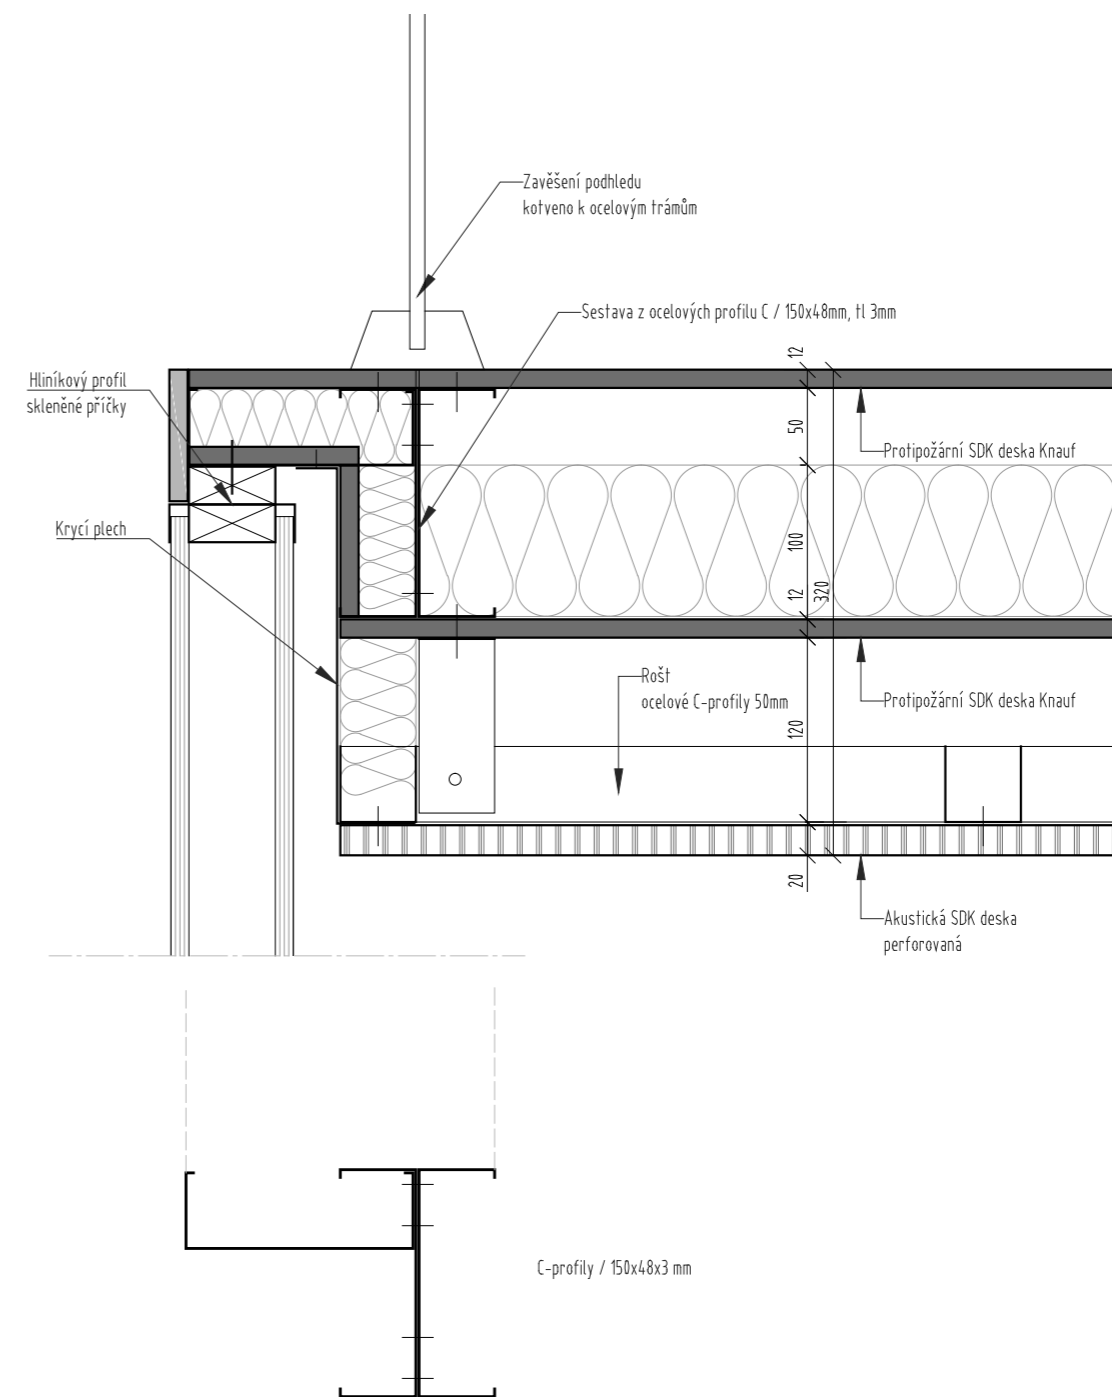 Zavěšení podhledu
kotveno k ocelovým trámům
Sestava z ocelových profilu C / 150x48mm, tl 3mm
Hliníkový profil
skleněné příčky
12
50
Protipožární SDK deska Knauf
Krycí plech
100
12
320
Rošt
ocelové C-profily 50mm
Protipožární SDK deska Knauf
120
20
Akustická SDK deska
perforovaná
C-profily / 150x48x3 mm